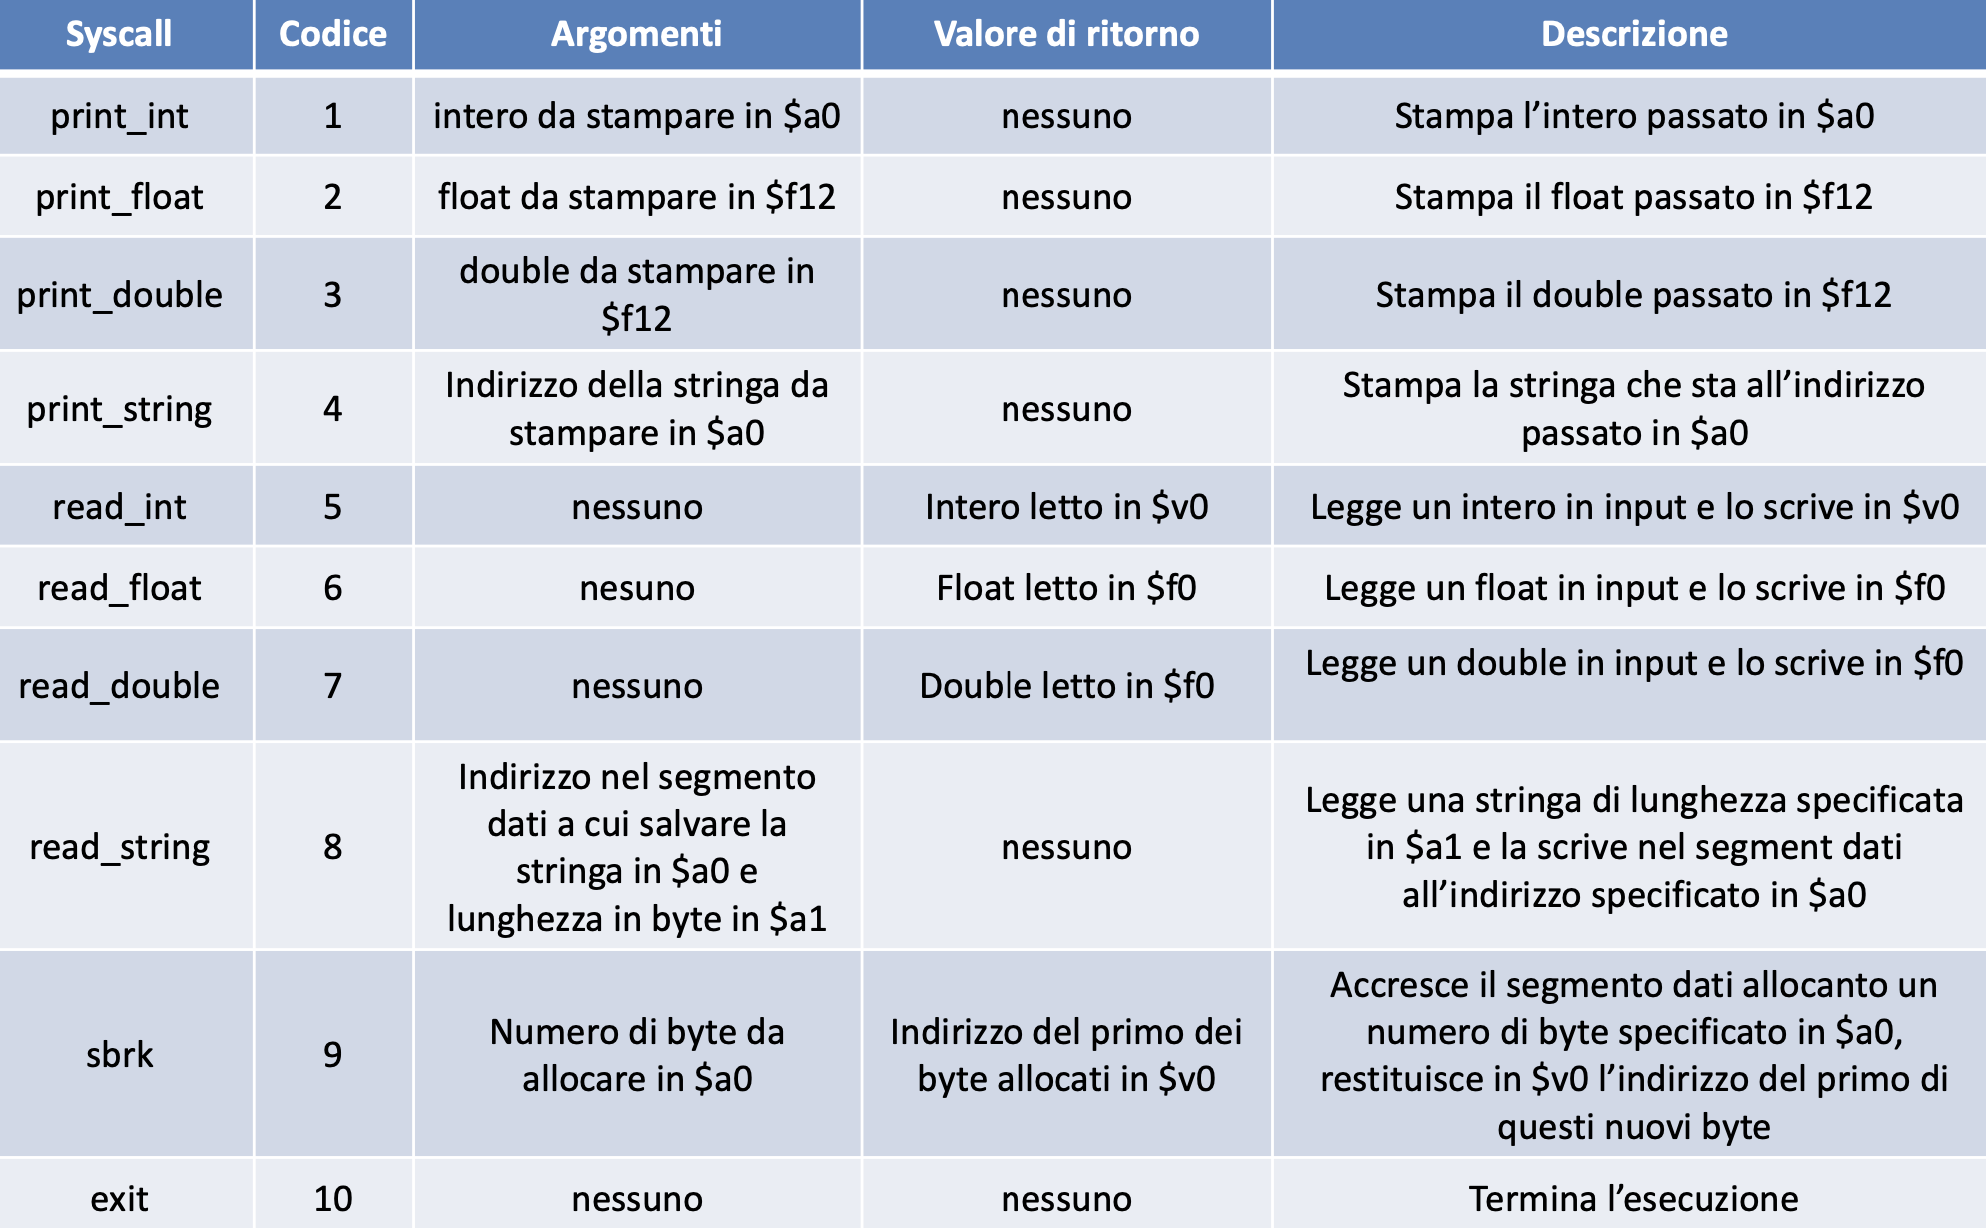 Syscall Codice Argomenti Valore di ritorno Descrizione
print_int 1 intero da stampare in $a0 nessuno Stampa l’intero passato in $a0
print_float 2 float da stampare in $f12 nessuno Stampa il float passato in $f12
print_double 3 double da stampare in
$f12 nessuno Stampa il double passato in $f12
print_string 4 Indirizzo della stringa da
stampare in $a0 nessuno Stampa la stringa che sta all’indirizzo
passato in $a0
read_int 5 nessuno Intero letto in $v0 Legge un intero in input e lo scrive in $v0
read_float 6 nesuno Float letto in $f0 Legge un float in input e lo scrive in $f0
read_double 7 nessuno Double letto in $f0 Legge un double in input e lo scrive in $f0
read_string 8 Indirizzo nel segmento
dati a cui salvare la
stringa in $a0 e
lunghezza in byte in $a1 nessuno Legge una stringa di lunghezza specificata
in $a1 e la scrive nel segment dati
all’indirizzo specificato in $a0
sbrk 9 Numero di byte da
allocare in $a0 Indirizzo del primo dei
byte allocati in $v0 Accresce il segmento dati allocanto un
numero di byte specificato in $a0,
restituisce in $v0 l’indirizzo del primo di
questi nuovi byte
exit 10 nessuno nessuno Termina l’esecuzione